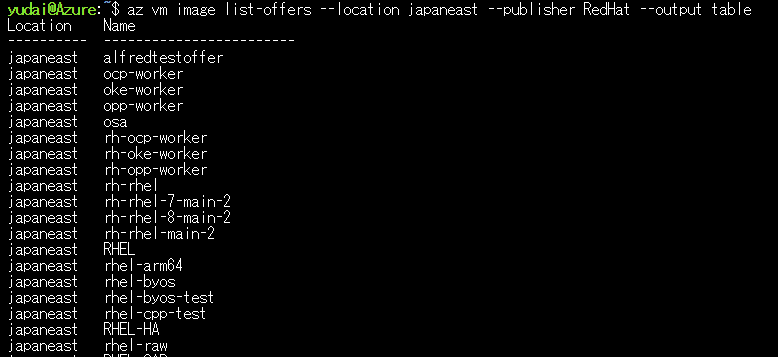 yudai@Azure:~$ az vm image list-offers --location japaneast --publisher RedHat --output table
Location    Name
----------  ------------------------
japaneast   alfredtestoffer
japaneast   ocp-worker
japaneast   oke-worker
japaneast   opp-worker
japaneast   osa
japaneast   rh-ocp-worker
japaneast   rh-oke-worker
japaneast   rh-opp-worker
japaneast   rh-rhel
japaneast   rh-rhel-7-main-2
japaneast   rh-rhel-8-main-2
japaneast   rh-rhel-main-2
japaneast   RHEL
japaneast   rhel-arm64
japaneast   rhel-byos
japaneast   rhel-byos-test
japaneast   rhel-cpp-test
japaneast   RHEL-HA
japaneast   rhel-raw